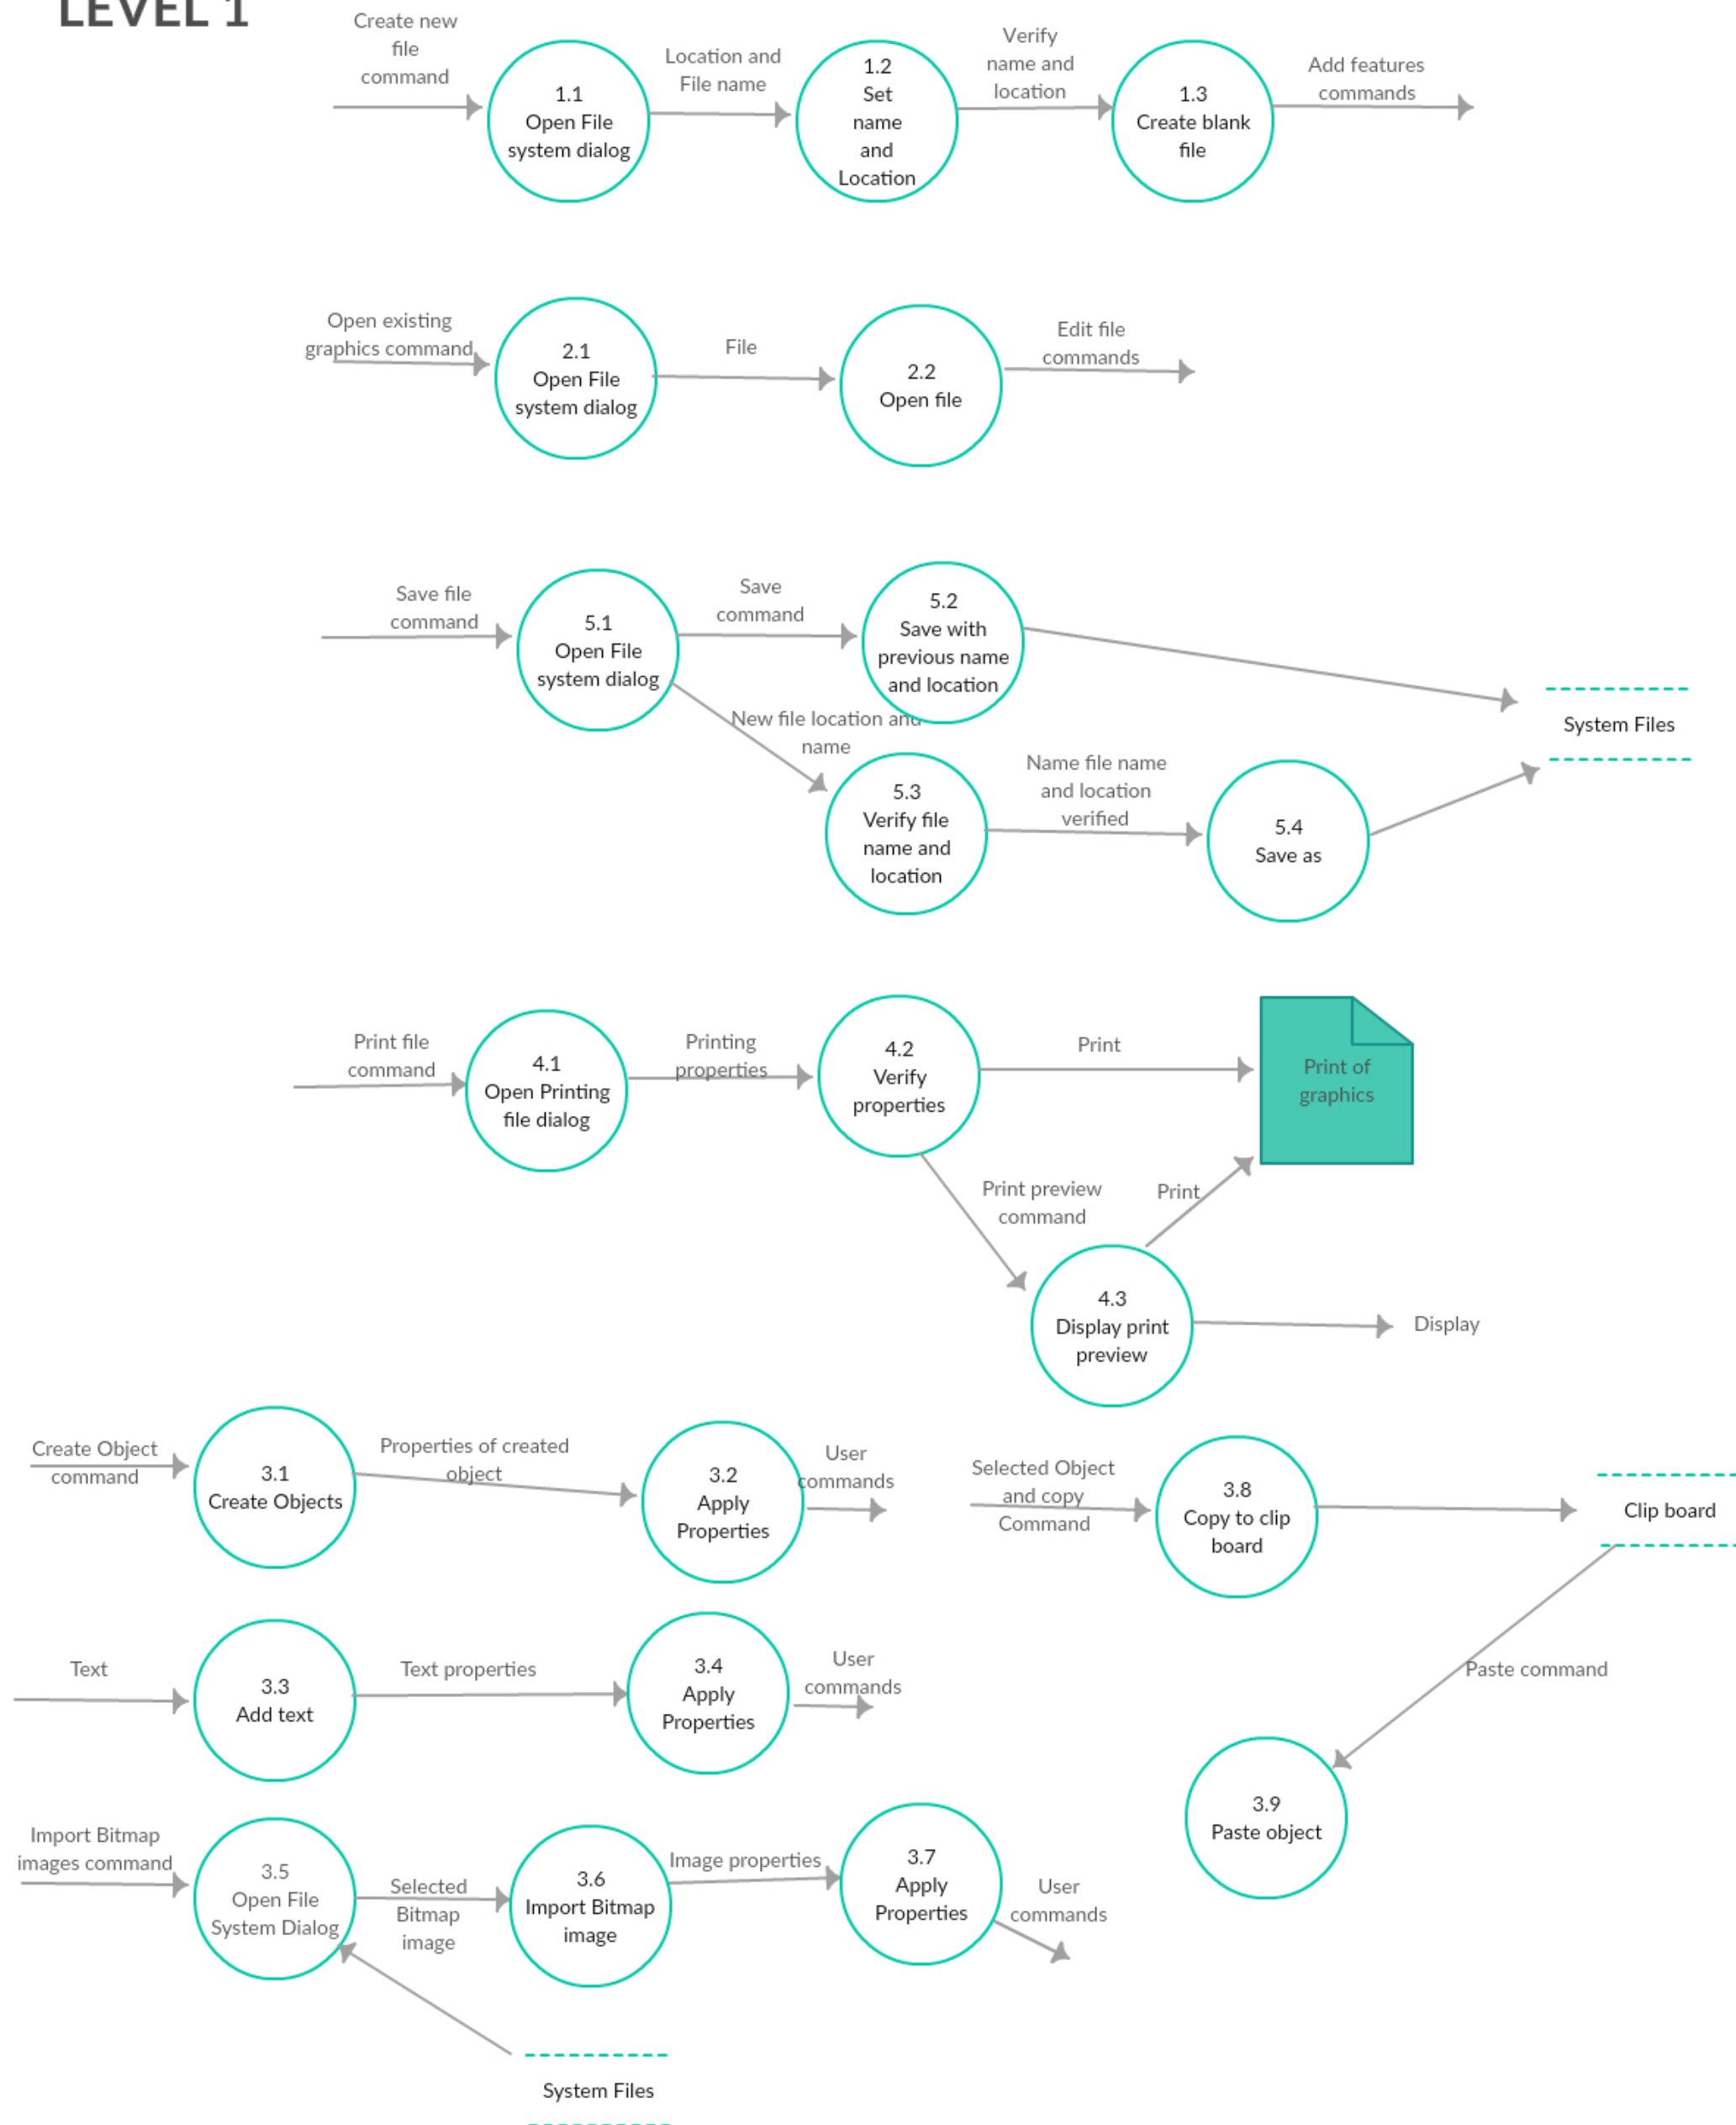 LEVEL 1
Create new
file
command
1.1
Open File
system dialog
Location and
File name
1.2
Set
name
and
Location
Verify
name and
location
1.3
Create blank
file
Add features
commands
Open existing
graphics command
2.1
Open File
system dialog
File
2.2
Open file
Edit file
commands
Save file
command
5.1
Open File
system dialog
Save
command
5.2
Save with
previous name
and location
System Files
New file location and
name
5.3
Verify file
name and
location
Name file name
and location
verified
5.4
Save as
Print file
command
4.1
Open Printing
file dialog
Printing
properties
4.2
Verify
properties
Print
Print of
graphics
Print preview
command
Print
4.3
Display print
preview
Display
Create Object
command
3.1
Create Objects
Properties of created
object
3.2
Apply
Properties
User
commands
Selected Object
and copy
Command
3.8
Copy to clip
board
Clip board
Text
3.3
Add text
Text properties
3.4
Apply
Properties
User
commands
Paste command
3.9
Paste object
Import Bitmap
images command
3.5
Open File
System Dialog
Selected
Bitmap
image
3.6
Import Bitmap
image
Image properties
3.7
Apply
Properties
User
commands
System Files